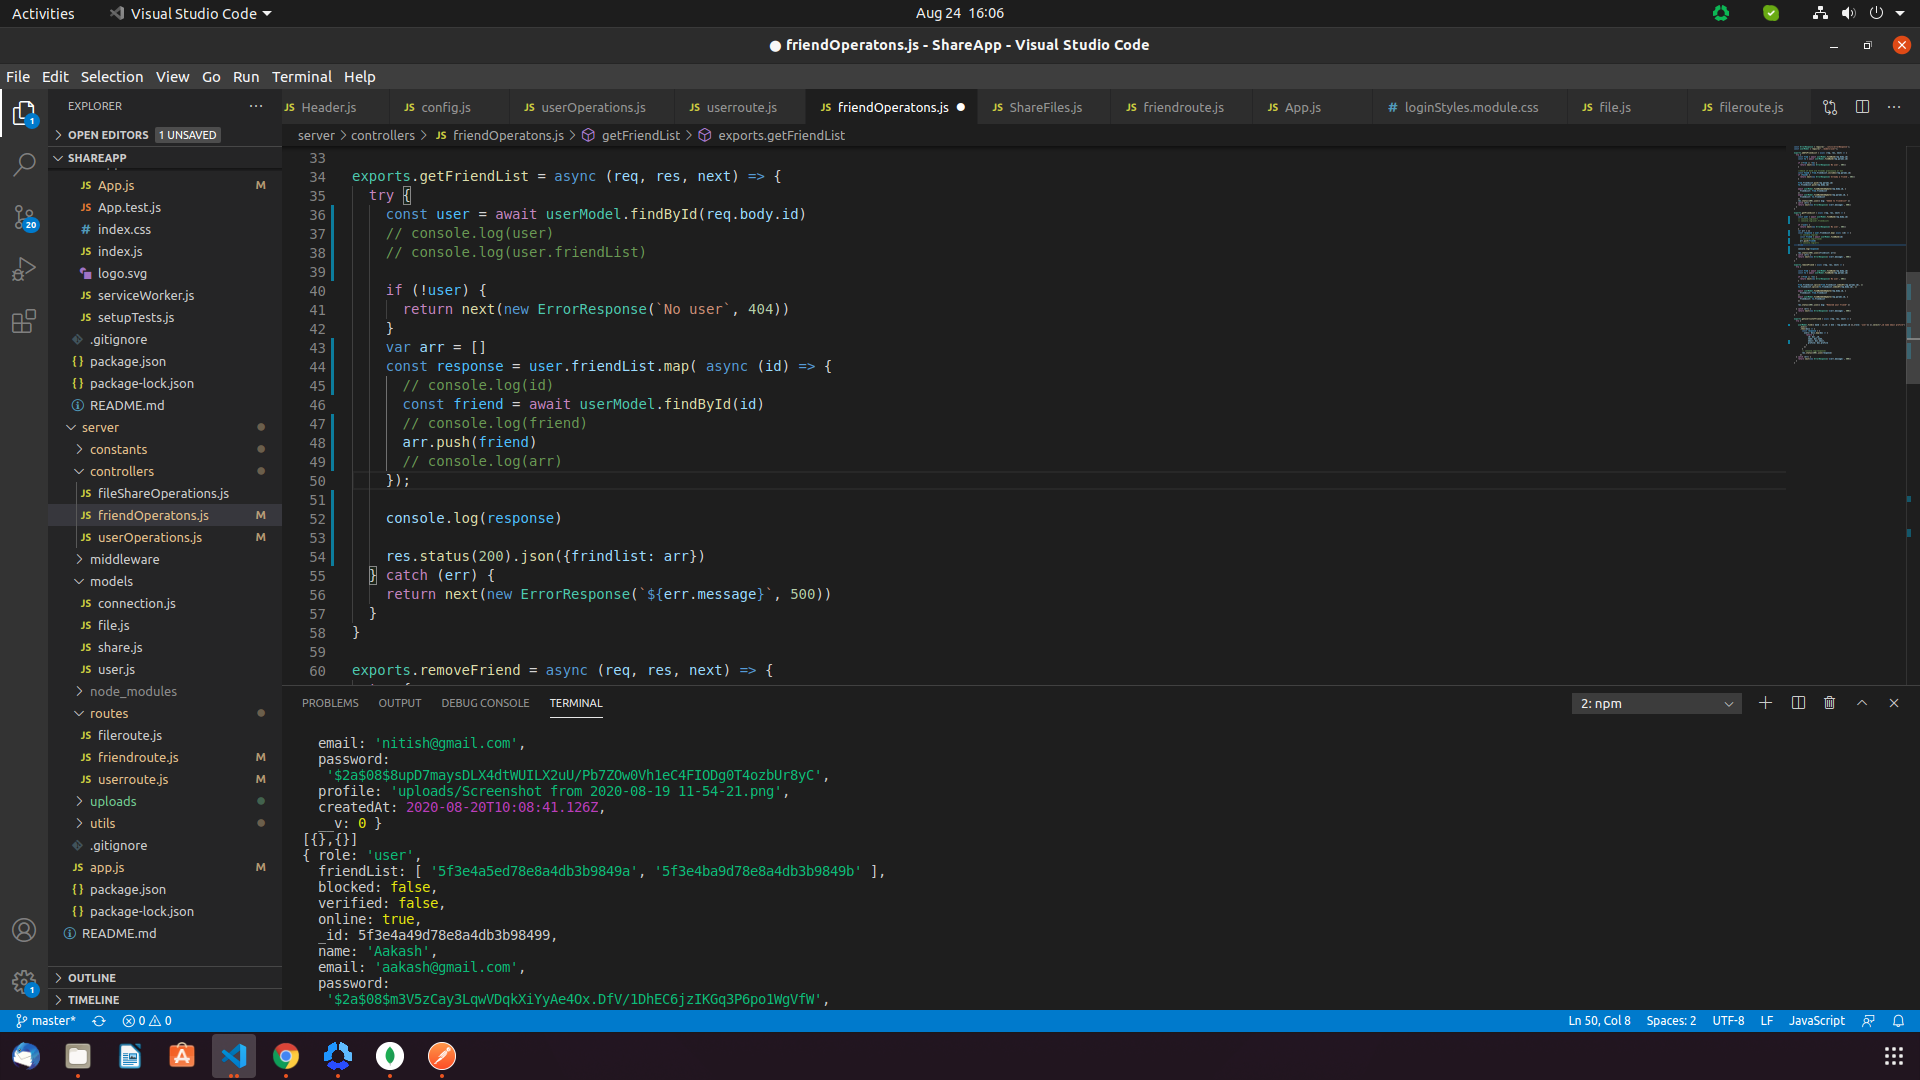 Activities
Visual Studio Code
Aug 24 16:06
● friendOperatons.js - ShareApp - Visual Studio Code
File Edit Selection View Go Run Terminal Help
EXPLORER
OPEN EDITORS 1 UNSAVED
SHAREAPP
JS App.js M
JS App.test.js
# index.css
JS index.js
logo.svg
JS serviceWorker.js
JS setupTests.js
.gitignore
{} package.json
{} package-lock.json
README.md
server
constants
controllers
JS fileShareOperations.js
JS friendOperatons.js M
JS userOperations.js M
middleware
models
JS connection.js
JS file.js
JS share.js
JS user.js
node_modules
routes
JS fileroute.js
JS friendroute.js M
JS userroute.js M
uploads
utils
.gitignore
JS app.js M
{} package.json
{} package-lock.json
README.md
OUTLINE
TIMELINE
1
20
1
JS Header.js
JS config.js
JS userOperations.js
JS userroute.js
JS friendOperatons.js ●
JS ShareFiles.js
JS friendroute.js
JS App.js
# loginStyles.module.css
JS file.js
JS fileroute.js
server > controllers > JS friendOperatons.js > getFriendList > exports.getFriendList
33
34 exports.getFriendList = async (req, res, next) => {
35 try {
36 const user = await userModel.findById(req.body.id)
37 // console.log(user)
38 // console.log(user.friendList)
39
40 if (!user) {
41 return next(new ErrorResponse(`No user`, 404))
42 }
43 var arr = []
44 const response = user.friendList.map( async (id) => {
45 // console.log(id)
46 const friend = await userModel.findById(id)
47 // console.log(friend)
48 arr.push(friend)
49 // console.log(arr)
50 });
51
52 console.log(response)
53
54 res.status(200).json({frindlist: arr})
55 } catch (err) {
56 return next(new ErrorResponse(`${err.message}`, 500))
57 }
58 }
59
60 exports.removeFriend = async (req, res, next) => {
PROBLEMS OUTPUT DEBUG CONSOLE TERMINAL
2: npm
email: 'nitish@gmail.com',
password:
'$2a$08$8upD7maysDLX4dtWUILX2uU/Pb7ZOw0Vh1eC4FIODg0T4ozbUr8yC',
profile: 'uploads/Screenshot from 2020-08-19 11-54-21.png',
createdAt: 2020-08-20T10:08:41.126Z,
__v: 0 }
[{},{}]
{ role: 'user',
friendList: [ '5f3e4a5ed78e8a4db3b9849a', '5f3e4ba9d78e8a4db3b9849b' ],
blocked: false,
verified: false,
online: true,
_id: 5f3e4a49d78e8a4db3b98499,
name: 'Aakash',
email: 'aakash@gmail.com',
password:
'$2a$08$m3V5zCay3LqwVDqkXiYyAe4Ox.DfV/1DhEC6jzIKGq3P6po1WgVfW',
master*
0 0
Ln 50, Col 8
Spaces: 2
UTF-8
LF
JavaScript